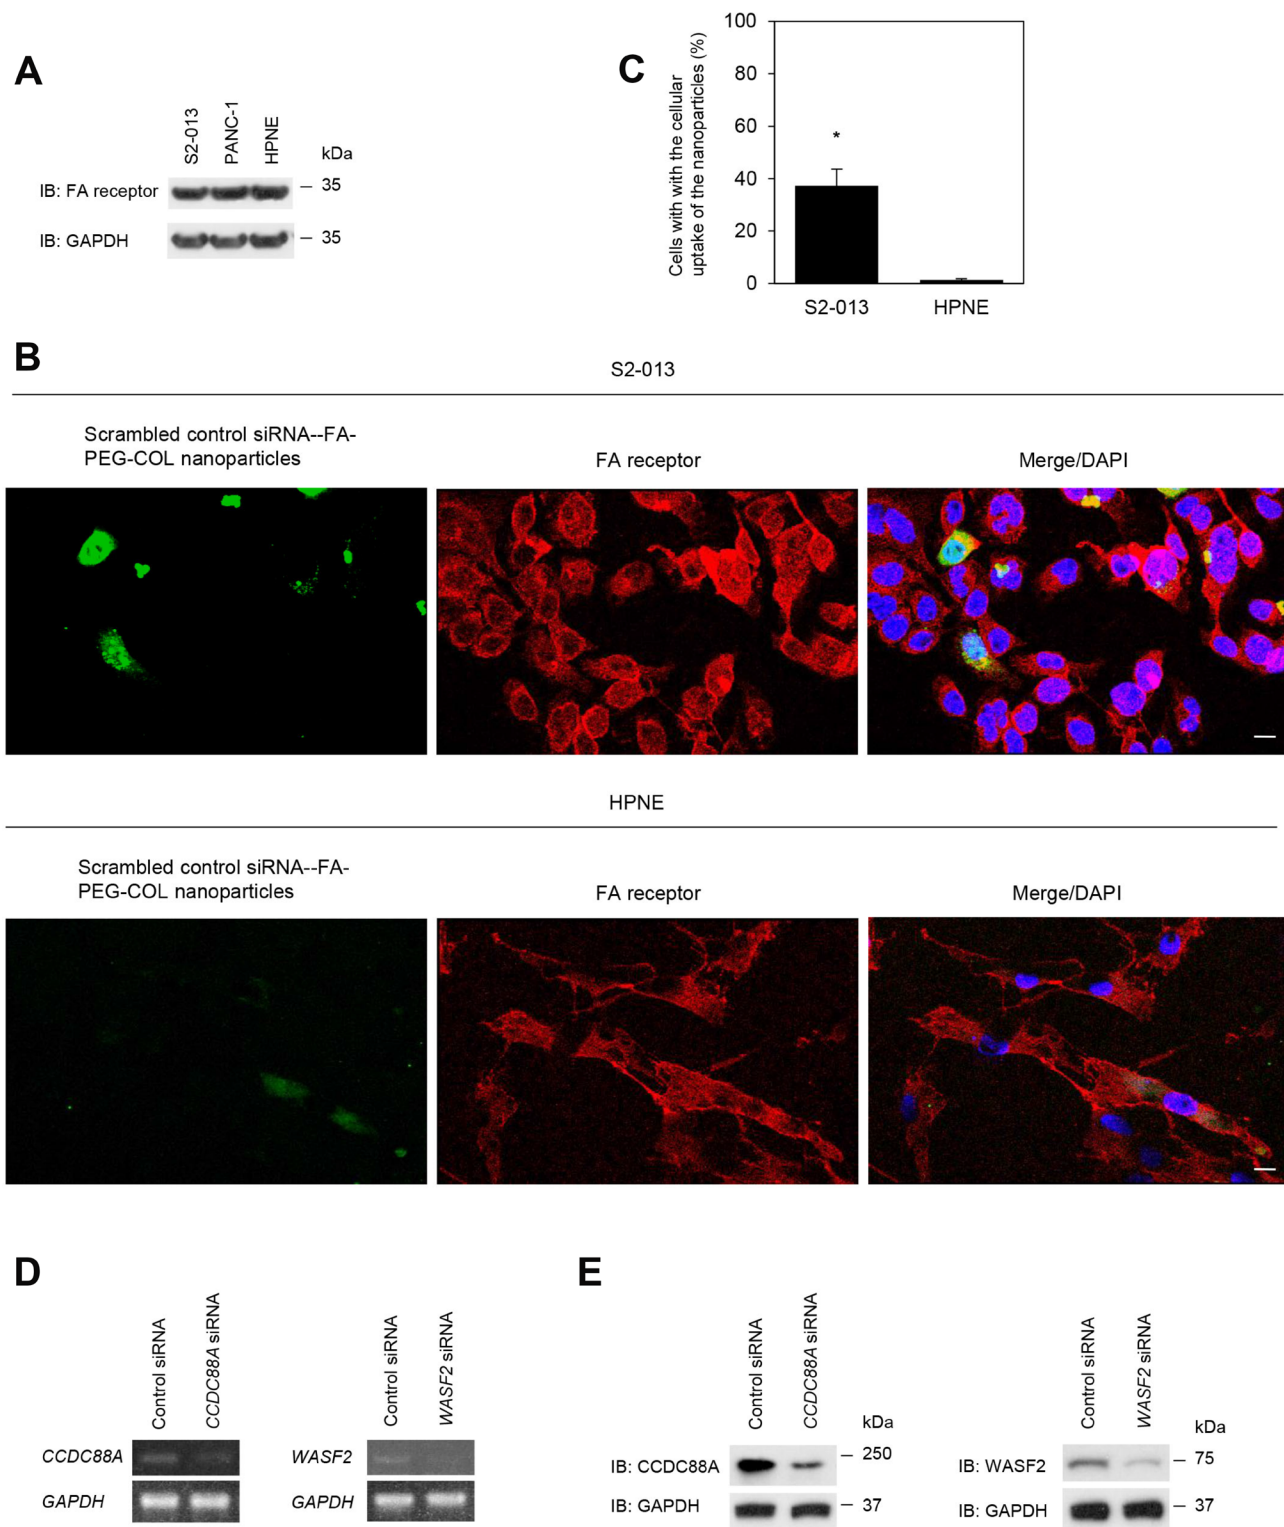 A
S2-013
PANC-1
HPNE
kDa
IB: FA receptor
35
IB: GAPDH
35
C
Cells with with the cellular
uptake of the nanoparticles (%)
100
80
60
40
20
0
*
S2-013
HPNE
B
S2-013
Scrambled control siRNA--FA-
PEG-COL nanoparticles
FA receptor
Merge/DAPI
HPNE
Scrambled control siRNA--FA-
PEG-COL nanoparticles
FA receptor
Merge/DAPI
D
Control siRNA
CCDC88A siRNA
CCDC88A
GAPDH
Control siRNA
WASF2 siRNA
WASF2
GAPDH
E
Control siRNA
CCDC88A siRNA
kDa
IB: CCDC88A
250
IB: GAPDH
37
Control siRNA
WASF2 siRNA
kDa
IB: WASF2
75
IB: GAPDH
37